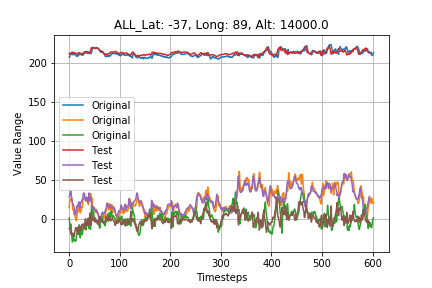 ALL_Lat: -37, Long: 89, Alt: 14000.0
200
150
100
50
0
Value Range
Original
Original
Original
Test
Test
Test
0 100 200 300 400 500 600
Timesteps